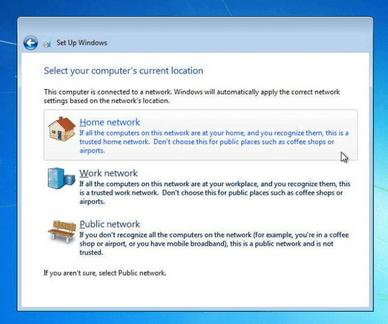 Set Up Windows
Select your computer's current location
This computer is connected to a network. Windows will automatically apply the correct network
settings based on the network's location.
Home network
If all the computers on this network are at your home, and you recognize them, this is a
trusted home network. Don't choose this for public places such as coffee shops or
airports.
Work network
If all the computers on this network are at your workplace, and you recognize them, this
is a trusted work network. Don't choose this for public places such as coffee shops or
airports.
Public network
If you don't recognize all the computers on the network (for example, you're in a coffee
shop or airport, or you have mobile broadband), this is a public network and is not
trusted.
If you aren't sure, select Public network.